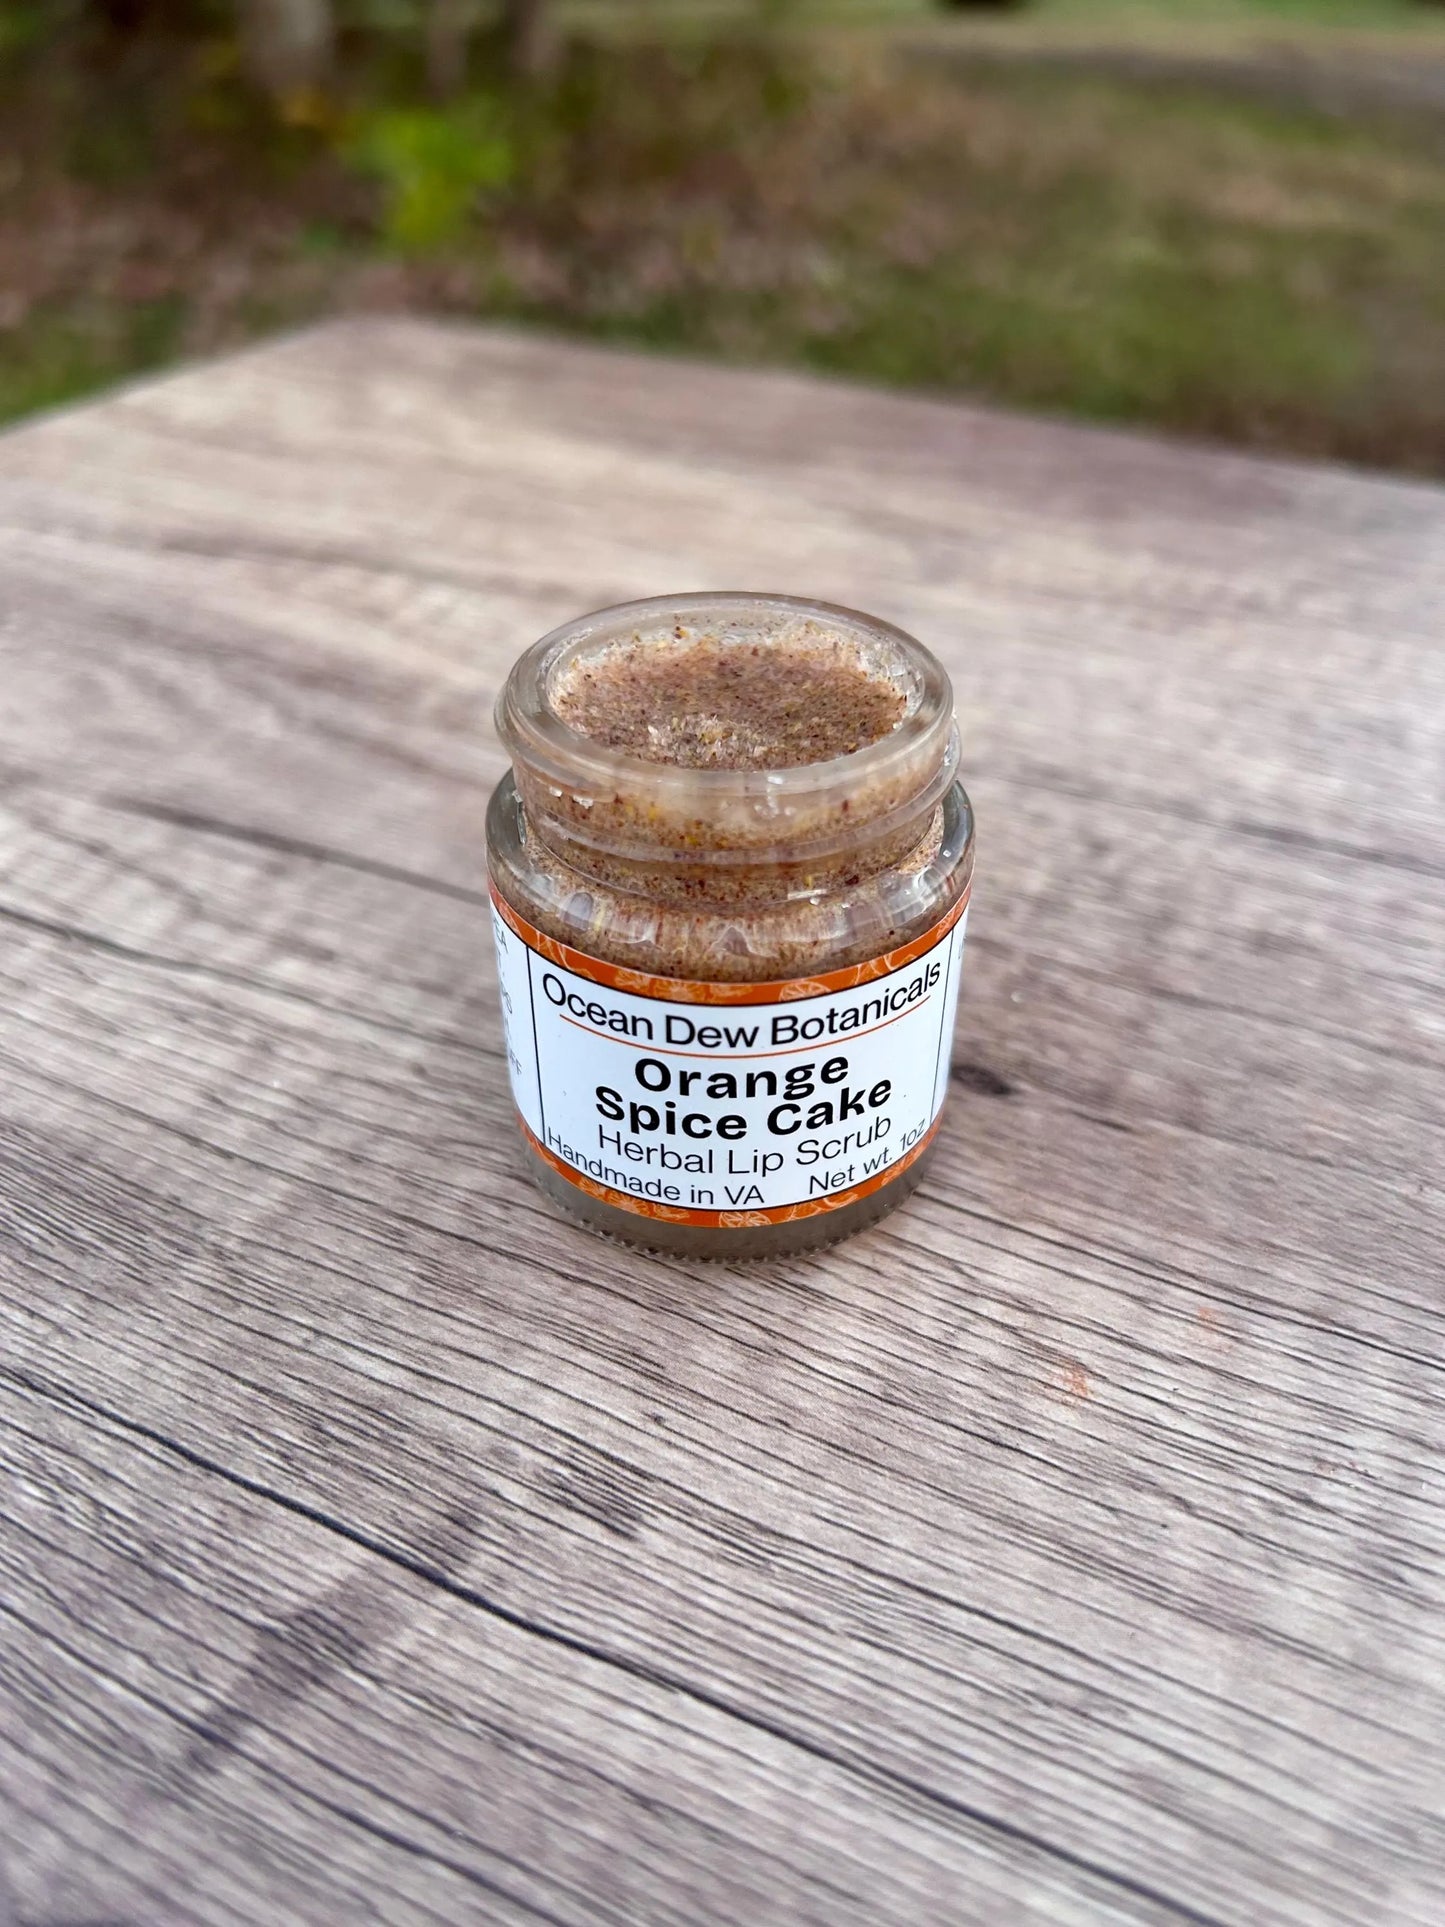 Ocean Dew Botanicals
Orange
Spice Cake
Herbal Lip Scrub
Handmade in VA Net wt. 1oz